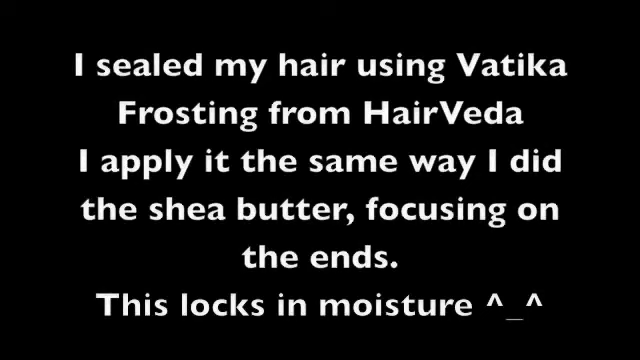 I sealed my hair using Vatika
Frosting from HairVeda
I apply it the same way I did
the shea butter, focusing on
the ends.
This locks in moisture ^_^